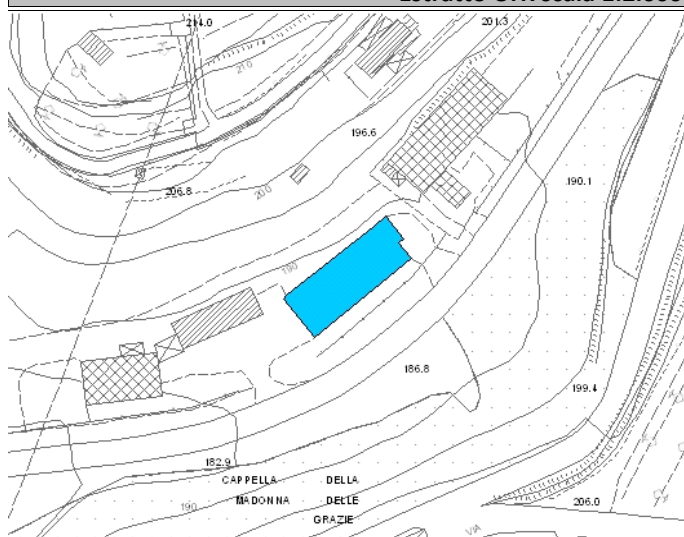 Estratto CTR scala 1:2.000
214.0
201.3
210
196.6
190.1
206.8
200
190
186.8
199.4
182.9
CAPPELLA DELLA
MADONNA DELLE
GRAZIE
190
206.0
VIA